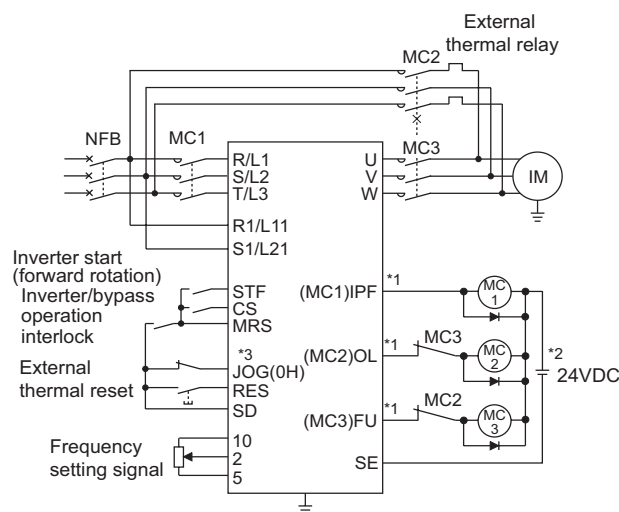 External
thermal relay
MC2
NFB
MC1
MC3
R/L1
S/L2
T/L3
R1/L11
S1/L21
U
V
W
IM
Inverter start
(forward rotation)
Inverter/bypass
operation
interlock
STF
CS
MRS
*3
JOG(0H)
RES
SD
External
thermal reset
Frequency
setting signal
10
2
5
(MC1)IPF
*1
MC
1
(MC2)OL
*1
MC3
MC
2
*2
24VDC
(MC3)FU
*1
MC2
MC
3
SE